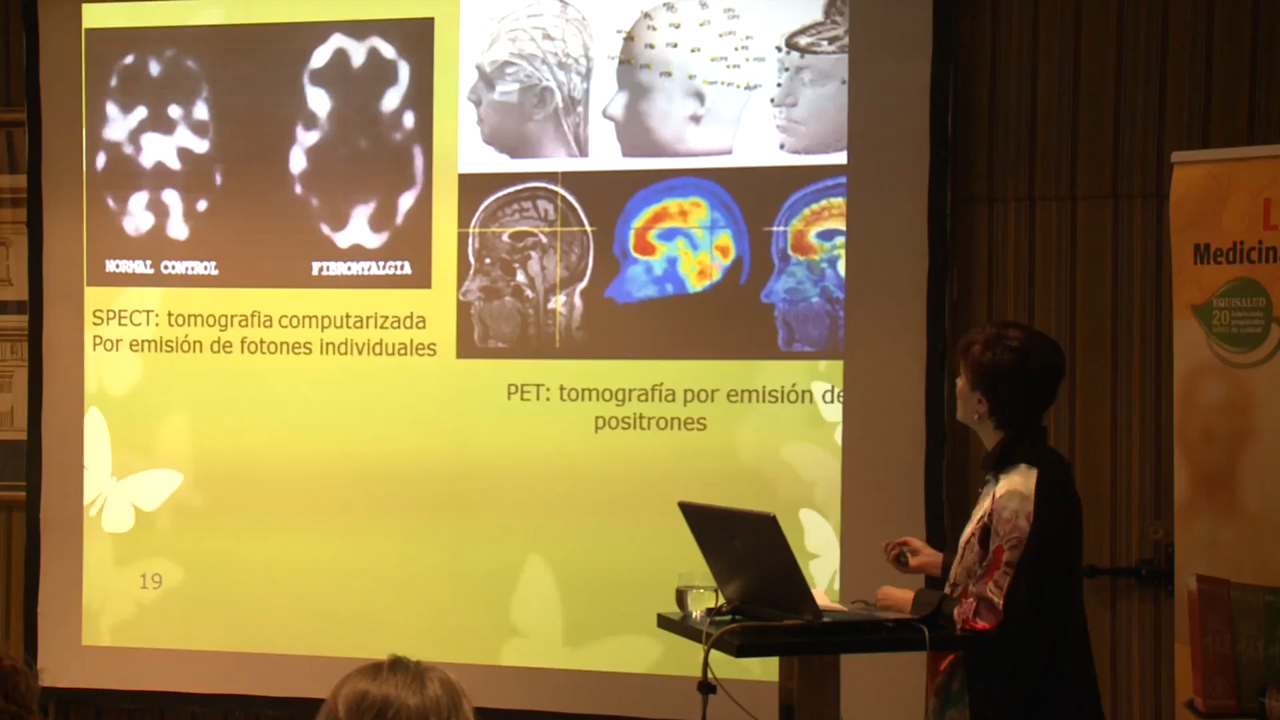 NORMAL CONTROL
FIBROMYALGIA
SPECT: tomografia computarizada
Por emisión de fotones individuales
PET: tomografía por emisión de
positrones
19
L
Medicin
EQUISALUD
20